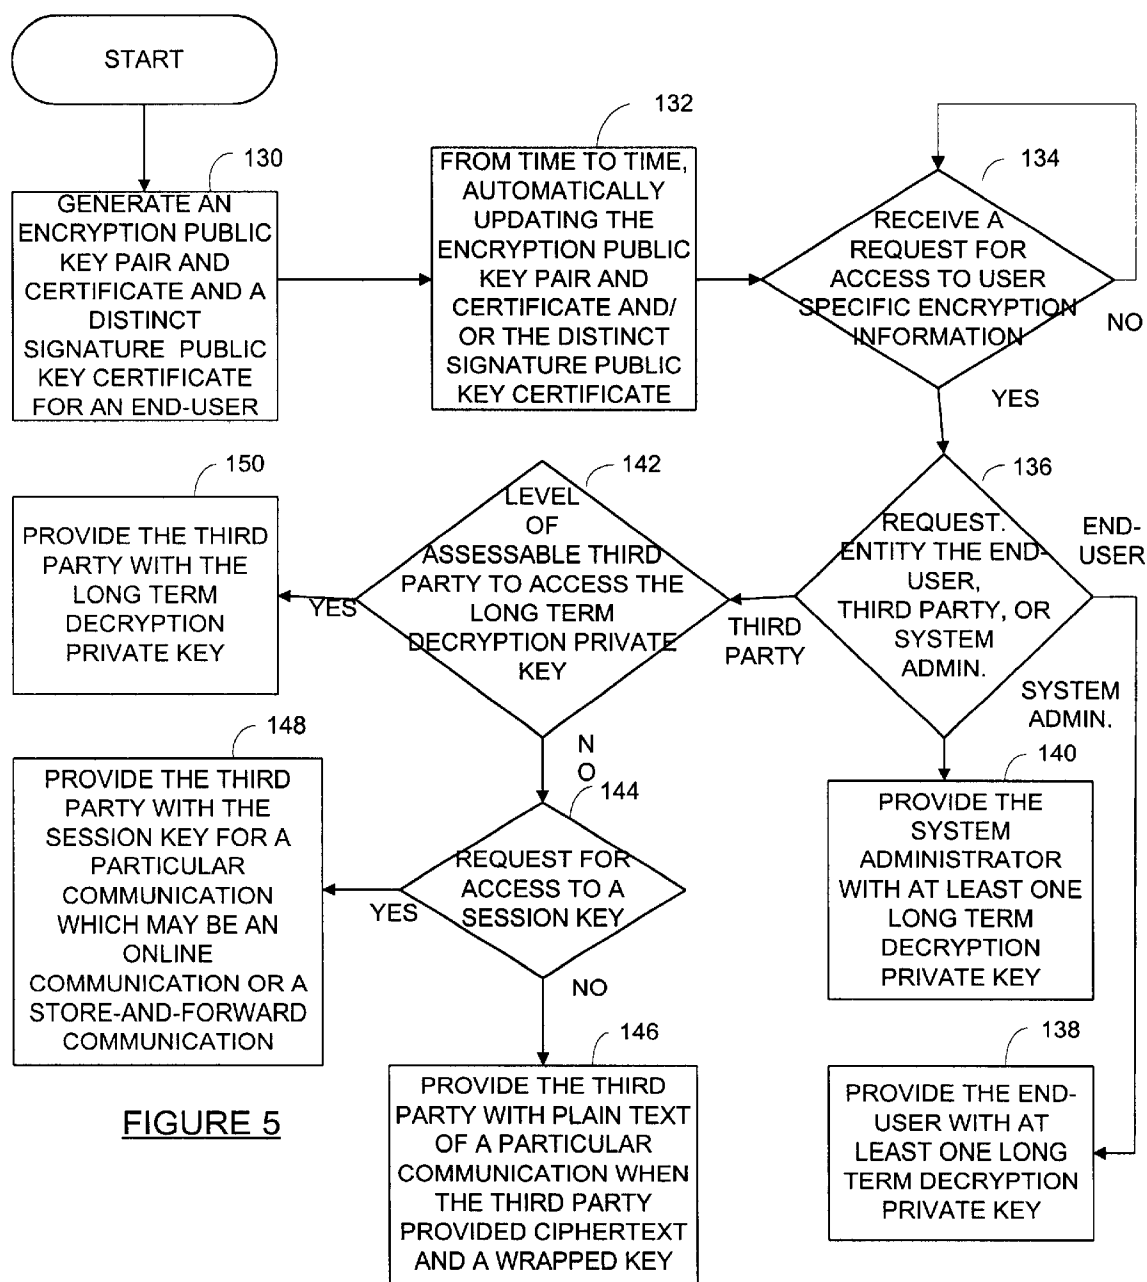 START
130
GENERATE AN
ENCRYPTION PUBLIC
KEY PAIR AND
CERTIFICATE AND A
DISTINCT
SIGNATURE PUBLIC
KEY CERTIFICATE
FOR AN END-USER
132
FROM TIME TO TIME,
AUTOMATICALLY
UPDATING THE
ENCRYPTION PUBLIC
KEY PAIR AND
CERTIFICATE AND/
OR THE DISTINCT
SIGNATURE PUBLIC
KEY CERTIFICATE
134
RECEIVE A
REQUEST FOR
ACCESS TO USER
SPECIFIC ENCRYPTION
INFORMATION
NO
YES
136
REQUEST.
ENTITY THE END-
USER,
THIRD PARTY, OR
SYSTEM
ADMIN.
END-
USER
THIRD
PARTY
SYSTEM
ADMIN.
142
LEVEL
OF
ASSESSABLE THIRD
PARTY TO ACCESS THE
LONG TERM
DECRYPTION PRIVATE
KEY
YES
N
O
150
PROVIDE THE THIRD
PARTY WITH THE
LONG TERM
DECRYPTION
PRIVATE KEY
144
REQUEST FOR
ACCESS TO A
SESSION KEY
YES
NO
148
PROVIDE THE THIRD
PARTY WITH THE
SESSION KEY FOR A
PARTICULAR
COMMUNICATION
WHICH MAY BE AN
ONLINE
COMMUNICATION OR A
STORE-AND-FORWARD
COMMUNICATION
140
PROVIDE THE
SYSTEM
ADMINISTRATOR
WITH AT LEAST ONE
LONG TERM
DECRYPTION
PRIVATE KEY
146
PROVIDE THE THIRD
PARTY WITH PLAIN TEXT
OF A PARTICULAR
COMMUNICATION WHEN
THE THIRD PARTY
PROVIDED CIPHERTEXT
AND A WRAPPED KEY
138
PROVIDE THE END-
USER WITH AT
LEAST ONE LONG
TERM DECRYPTION
PRIVATE KEY
FIGURE 5